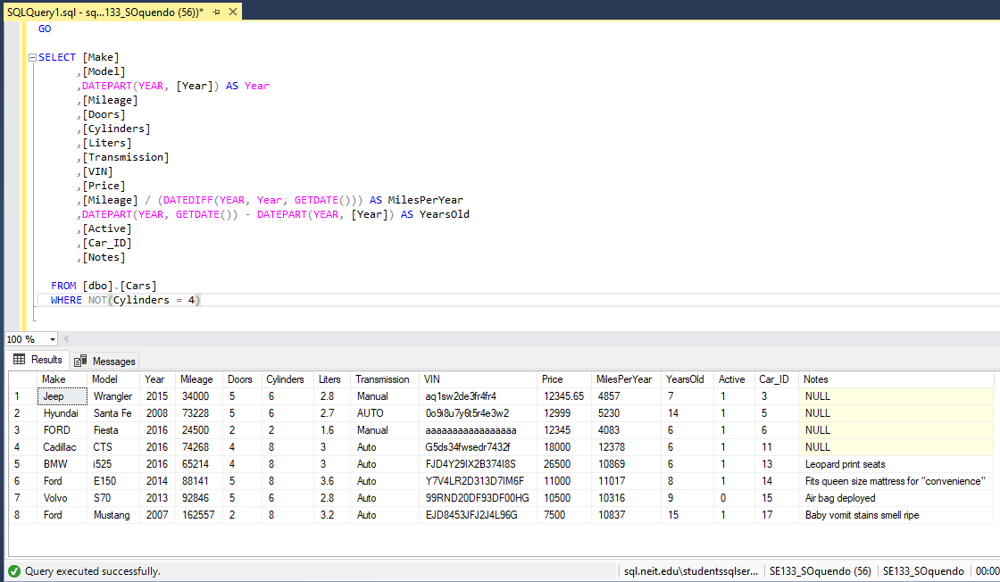 SQLQuery1.sql - sq...133_SOquendo (56))*
GO
SELECT [Make]
,[Model]
,DATEPART(YEAR, [Year]) AS Year
,[Mileage]
,[Doors]
,[Cylinders]
,[Liters]
,[Transmission]
,[VIN]
,[Price]
,[Mileage] / (DATEDIFF(YEAR, Year, GETDATE())) AS MilesPerYear
,DATEPART(YEAR, GETDATE()) - DATEPART(YEAR, [Year]) AS YearsOld
,[Active]
,[Car_ID]
,[Notes]
FROM [dbo].[Cars]
WHERE NOT(Cylinders = 4)
100 %
Results Messages
Make Model Year Mileage Doors Cylinders Liters Transmission VIN Price MilesPerYear YearsOld Active Car_ID Notes
1 Jeep Wrangler 2015 34000 5 6 2.8 Manual aq1sw2de3fr4fr4 12345.65 4857 7 1 3 NULL
2 Hyundai Santa Fe 2008 73228 5 6 2.7 AUTO 0o9i8u7y6t5r4e3w2 12999 5230 14 1 5 NULL
3 FORD Fiesta 2016 24500 2 2 1.6 Manual aaaaaaaaaaaaaaaaa 12345 4083 6 1 6 NULL
4 Cadillac CTS 2016 74268 4 8 3 Auto G5ds34fwsedr7432f 18000 12378 6 1 11 NULL
5 BMW i525 2016 65214 4 8 3 Auto FJD4Y29IX2B374I8S 26500 10869 6 1 13 Leopard print seats
6 Ford E150 2014 88141 5 8 3.6 Auto Y7V4LR2D313D7IM6F 11000 11017 8 1 14 Fits queen size mattress for "convenience"
7 Volvo S70 2013 92846 5 6 2.8 Auto 99RND20DF93DF00HG 10500 10316 9 0 15 Air bag deployed
8 Ford Mustang 2007 162557 2 8 3.2 Auto EJD8453JFJ2J4L96G 7500 10837 15 1 17 Baby vomit stains smell ripe
Query executed successfully. sql.neit.edu\studentssqlser... SE133_SOquendo (56) SE133_SOquendo 00:00